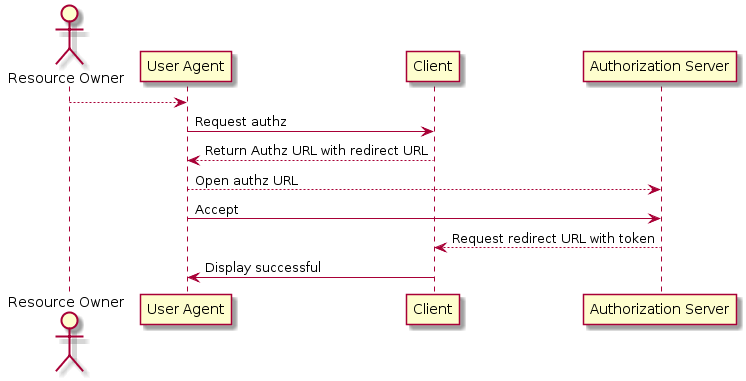 Resource Owner
User Agent
Client
Authorization Server
Request authz
Return Authz URL with redirect URL
Open authz URL
Accept
Request redirect URL with token
Display successful
Resource Owner
User Agent
Client
Authorization Server